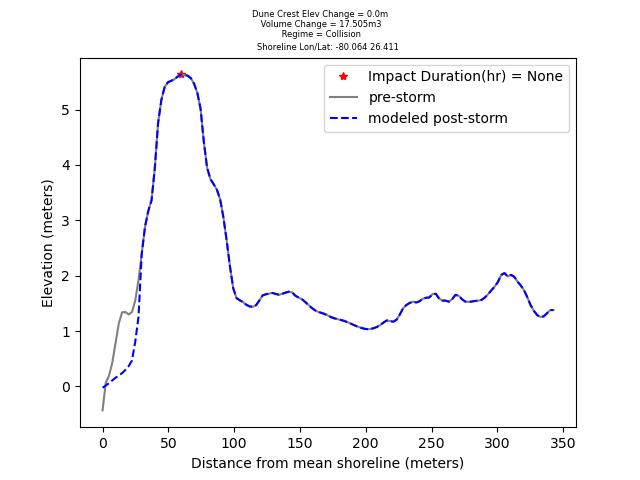 Dune Crest Elev Change = 0.0m
Volume Change = 17.505m3
Regime = Collision
Shoreline Lon/Lat: -80.064 26.411
Impact Duration(hr) = None
pre-storm
modeled post-storm
Elevation (meters)
5
4
3
2
1
0
0 50 100 150 200 250 300 350
Distance from mean shoreline (meters)